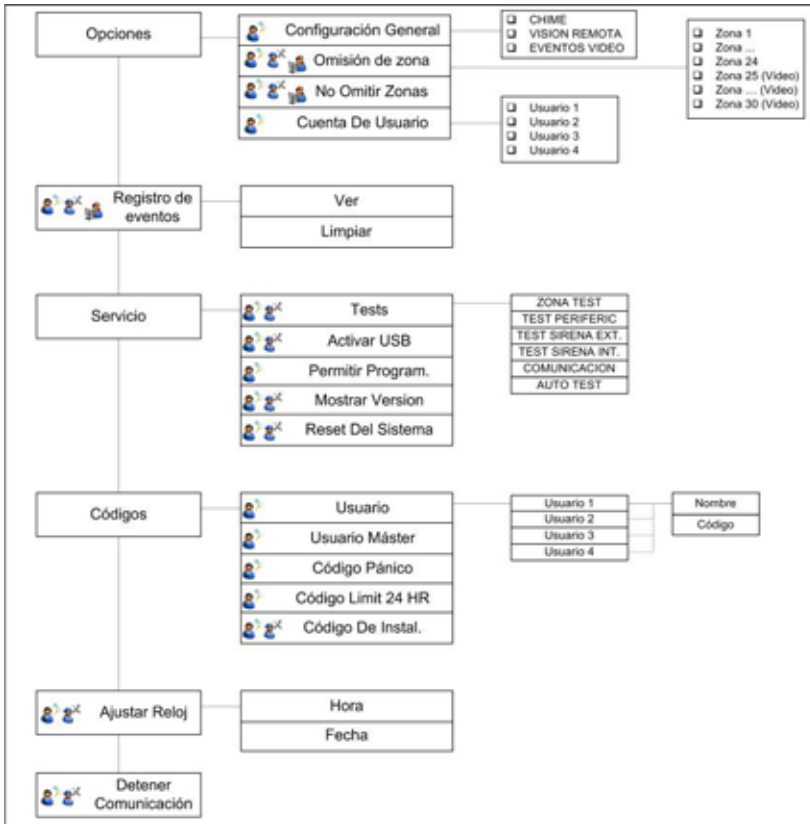 Opciones
Configuración General
Omisión de zona
No Omitir Zonas
Cuenta De Usuario
CHIME
VISION REMOTA
EVENTOS VIDEO
Zona 1
Zona ...
Zona 24
Zona 25 (Video)
Zona .... (Video)
Zona 30 (Video)
Usuario 1
Usuario 2
Usuario 3
Usuario 4
Registro de
eventos
Ver
Limpiar
Servicio
Tests
Activar USB
Permitir Program.
Mostrar Version
Reset Del Sistema
ZONA TEST
TEST PERIFERIC
TEST SIRENA EXT.
TEST SIRENA INT.
COMUNICACION
AUTO TEST
Códigos
Usuario
Usuario Máster
Código Pánico
Código Limit 24 HR
Código De Instal.
Usuario 1
Usuario 2
Usuario 3
Usuario 4
Nombre
Código
Ajustar Reloj
Hora
Fecha
Detener
Comunicación